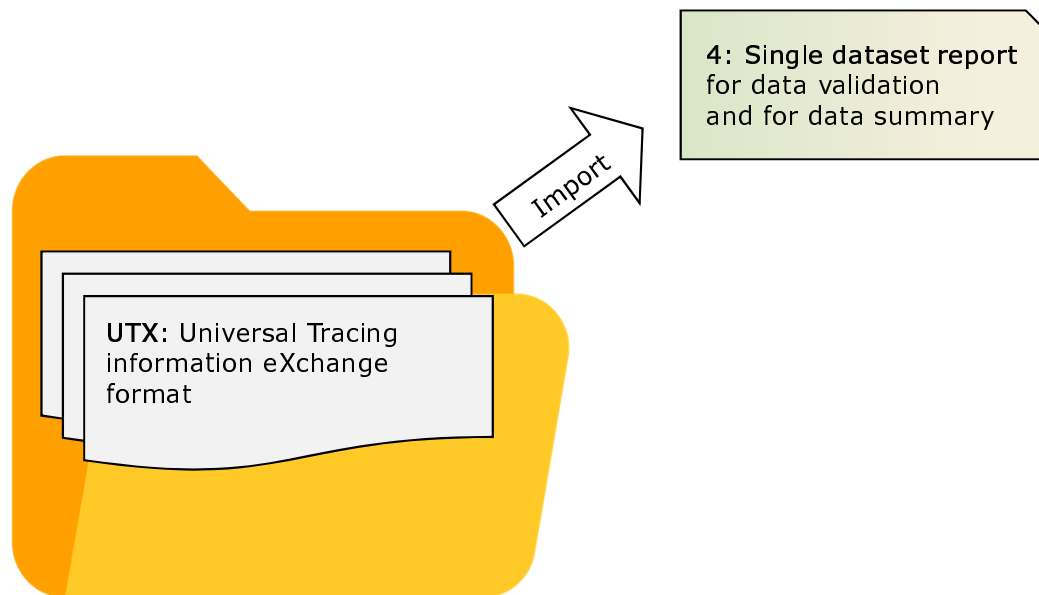 4: Single dataset report
for data validation
and for data summary
Import
UTX: Universal Tracing
information eXchange
format